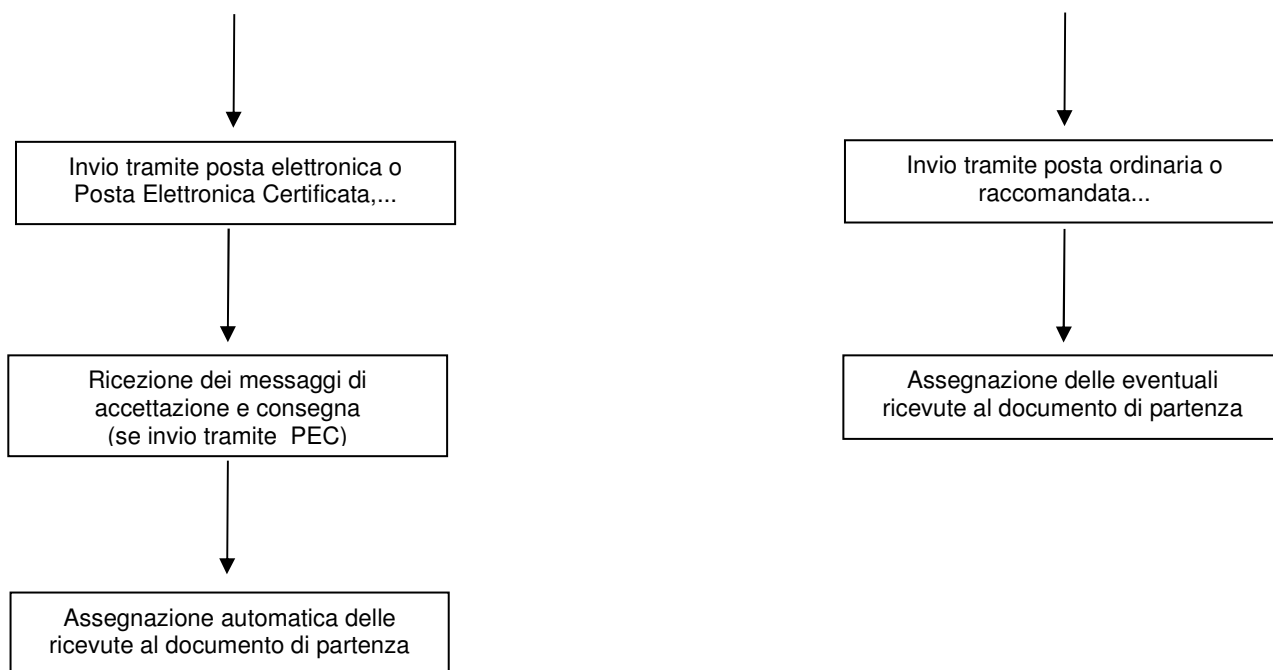 Invio tramite posta elettronica o
Posta Elettronica Certificata,...
Ricezione dei messaggi di
accettazione e consegna
(se invio tramite PEC)
Assegnazione automatica delle
ricevute al documento di partenza
Invio tramite posta ordinaria o
raccomandata...
Assegnazione delle eventuali
ricevute al documento di partenza